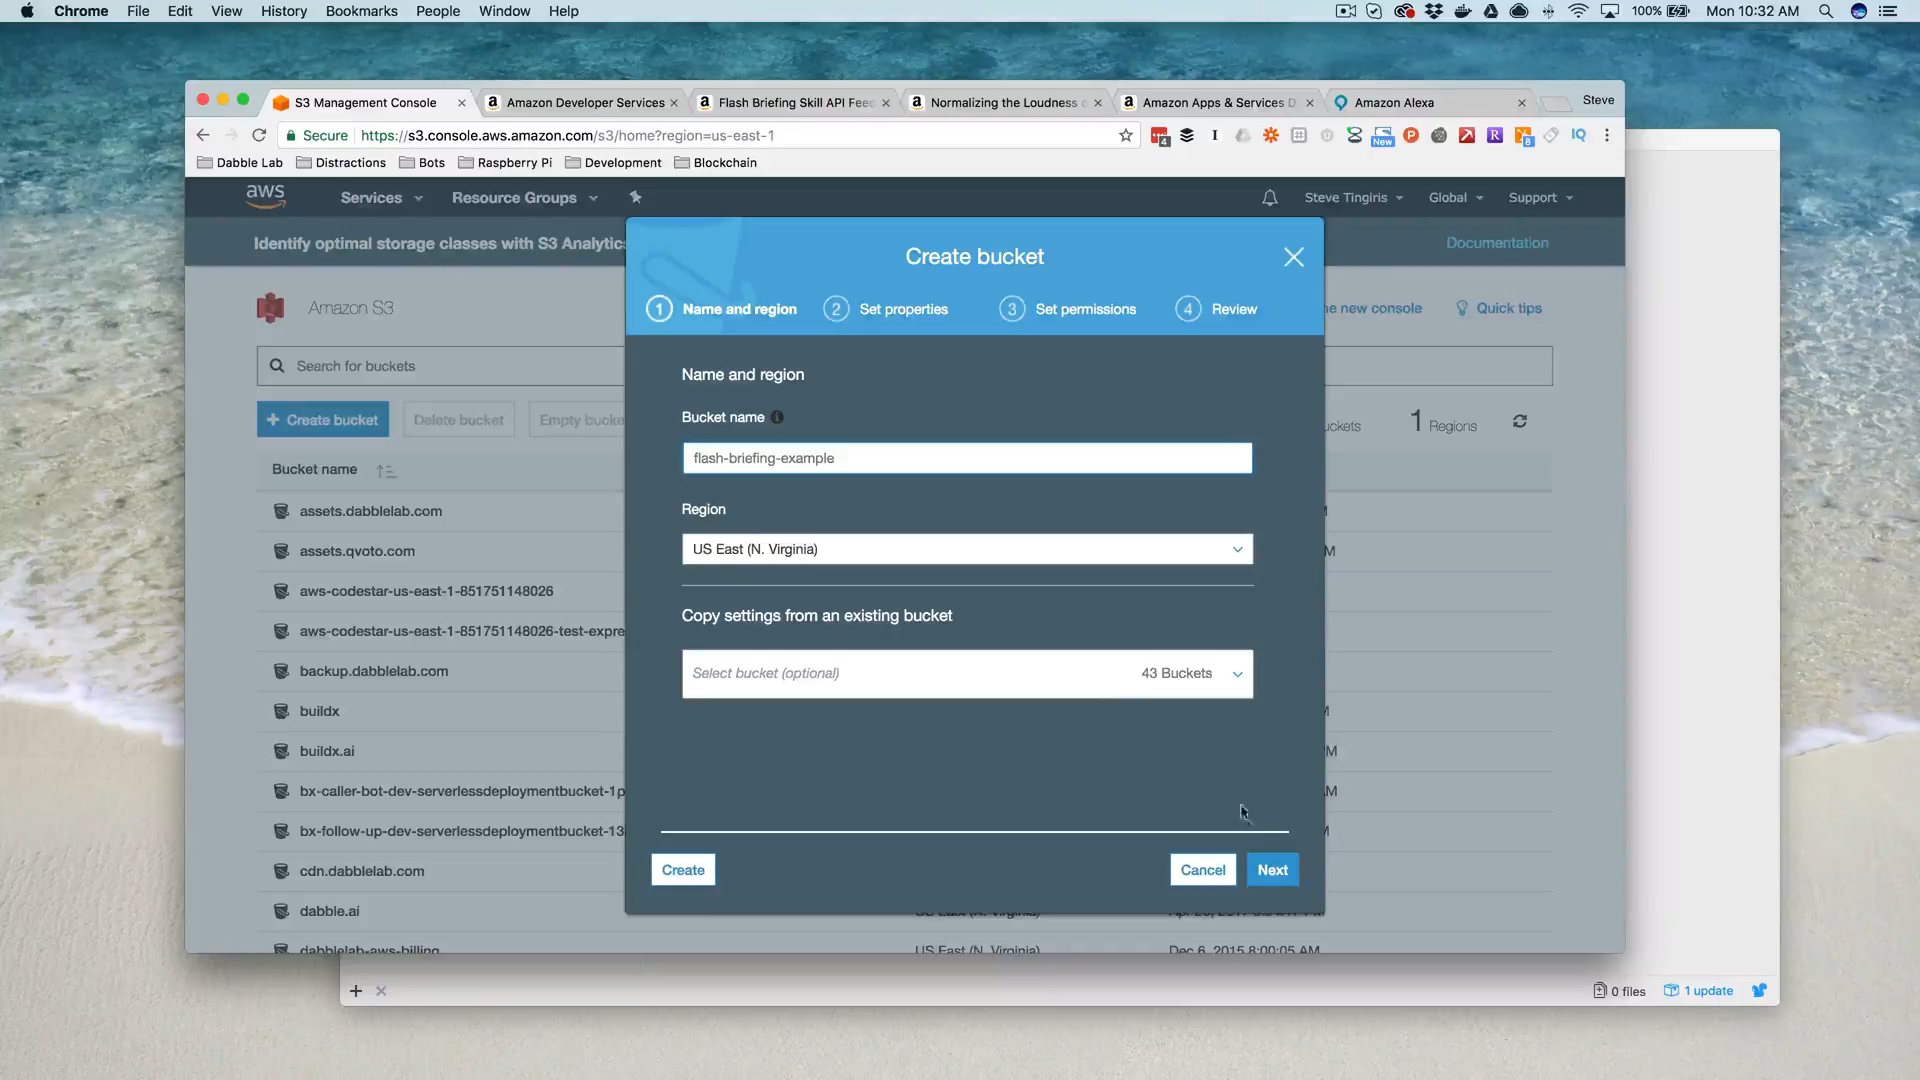 Chrome File Edit View History Bookmarks People Window Help 100% Mon 10:32 AM
S3 Management Console Amazon Developer Services Flash Briefing Skill API Feed Normalizing the Loudness Amazon Apps & Services D Amazon Alexa Steve
Secure https://s3.console.aws.amazon.com/s3/home?region=us-east-1
Dabble Lab Distractions Bots Raspberry Pi Development Blockchain
aws Services Resource Groups Steve Tingiris Global Support
Identify optimal storage classes with S3 Analytics Documentation
Create bucket
1 Name and region 2 Set properties 3 Set permissions 4 Review
Amazon S3 new console Quick tips
Search for buckets
Name and region
Create bucket Delete bucket Empty 1 Regions
Bucket name
flash-briefing-example
Region
US East (N. Virginia)
Copy settings from an existing bucket
Select bucket (optional) 43 Buckets
Create Cancel Next
Bucket name
assets.dabblelab.com
assets.qvoto.com
aws-codestar-us-east-1-851751148026
aws-codestar-us-east-1-851751148026-test-expre
backup.dabblelab.com
buildx
buildx.ai
bx-caller-bot-dev-serverlessdeploymentbucket-1p
bx-follow-up-dev-serverlessdeploymentbucket-13
cdn.dabblelab.com
dabble.ai
dabblelab-aws-billing US East (N. Virginia) Dec 6, 2015 8:00:05 AM
0 files 1 update